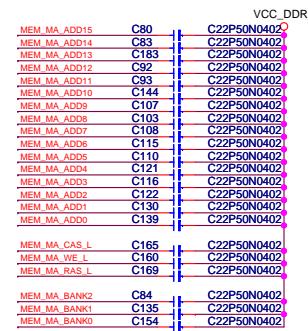 VCC_DDR
MEM_MA_ADD15 C80 C22P50N0402
MEM_MA_ADD14 C83 C22P50N0402
MEM_MA_ADD13 C183 C22P50N0402
MEM_MA_ADD12 C92 C22P50N0402
MEM_MA_ADD11 C93 C22P50N0402
MEM_MA_ADD10 C144 C22P50N0402
MEM_MA_ADD9 C107 C22P50N0402
MEM_MA_ADD8 C103 C22P50N0402
MEM_MA_ADD7 C108 C22P50N0402
MEM_MA_ADD6 C115 C22P50N0402
MEM_MA_ADD5 C110 C22P50N0402
MEM_MA_ADD4 C121 C22P50N0402
MEM_MA_ADD3 C116 C22P50N0402
MEM_MA_ADD2 C122 C22P50N0402
MEM_MA_ADD1 C130 C22P50N0402
MEM_MA_ADD0 C139 C22P50N0402
MEM_MA_CAS_L C165 C22P50N0402
MEM_MA_WE_L C160 C22P50N0402
MEM_MA_RAS_L C169 C22P50N0402
MEM_MA_BANK2 C84 C22P50N0402
MEM_MA_BANK1 C135 C22P50N0402
MEM_MA_BANK0 C154 C22P50N0402